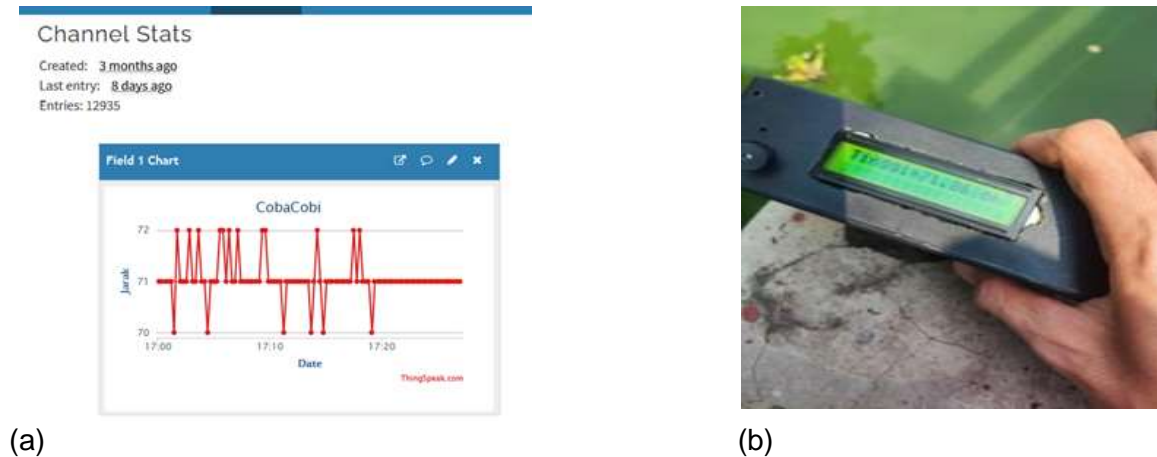 Channel Stats
Created: 3 months ago
Last entry: 8 days ago
Entries: 12935
Field 1 Chart
CobaCobi
72
71
70
Jarak
17:00 17:10 17:20
Date
ThingSpeak.com
(a) (b)